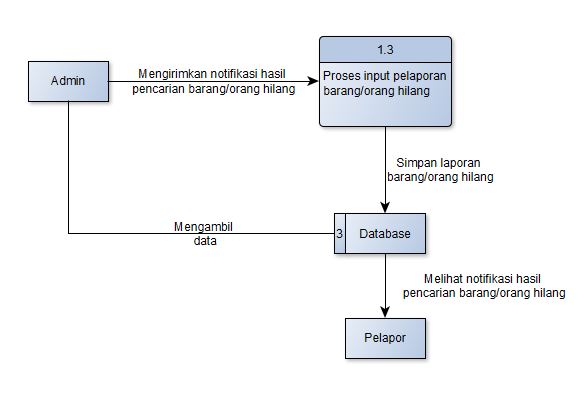 1.3
Admin
Mengirimkan notifikasi hasil
pencarian barang/orang hilang
Proses input pelaporan
barang/orang hilang
Simpan laporan
barang/orang hilang
Mengambil
data
3
Database
Melihat notifikasi hasil
pencarian barang/orang hilang
Pelapor